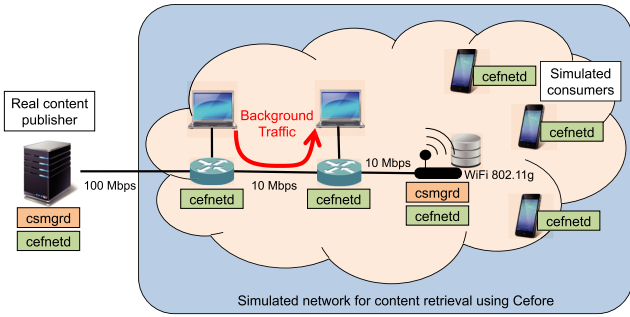 Real content
publisher
csmgrd
cefnetd
100 Mbps
Background
Traffic
cefnetd
10 Mbps
cefnetd
10 Mbps
WiFi 802.11g
csmgrd
cefnetd
cefnetd
Simulated
consumers
cefnetd
cefnetd
Simulated network for content retrieval using Cefore